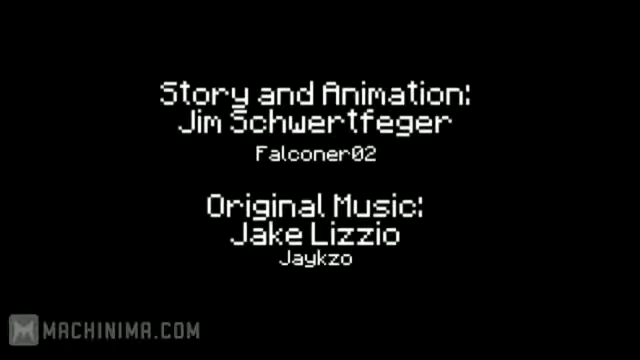 Story and Animation:
Jim Schwertfeger
Falconer02
Original Music:
Jake Lizzio
Jaykzo
MACHINIMA.COM